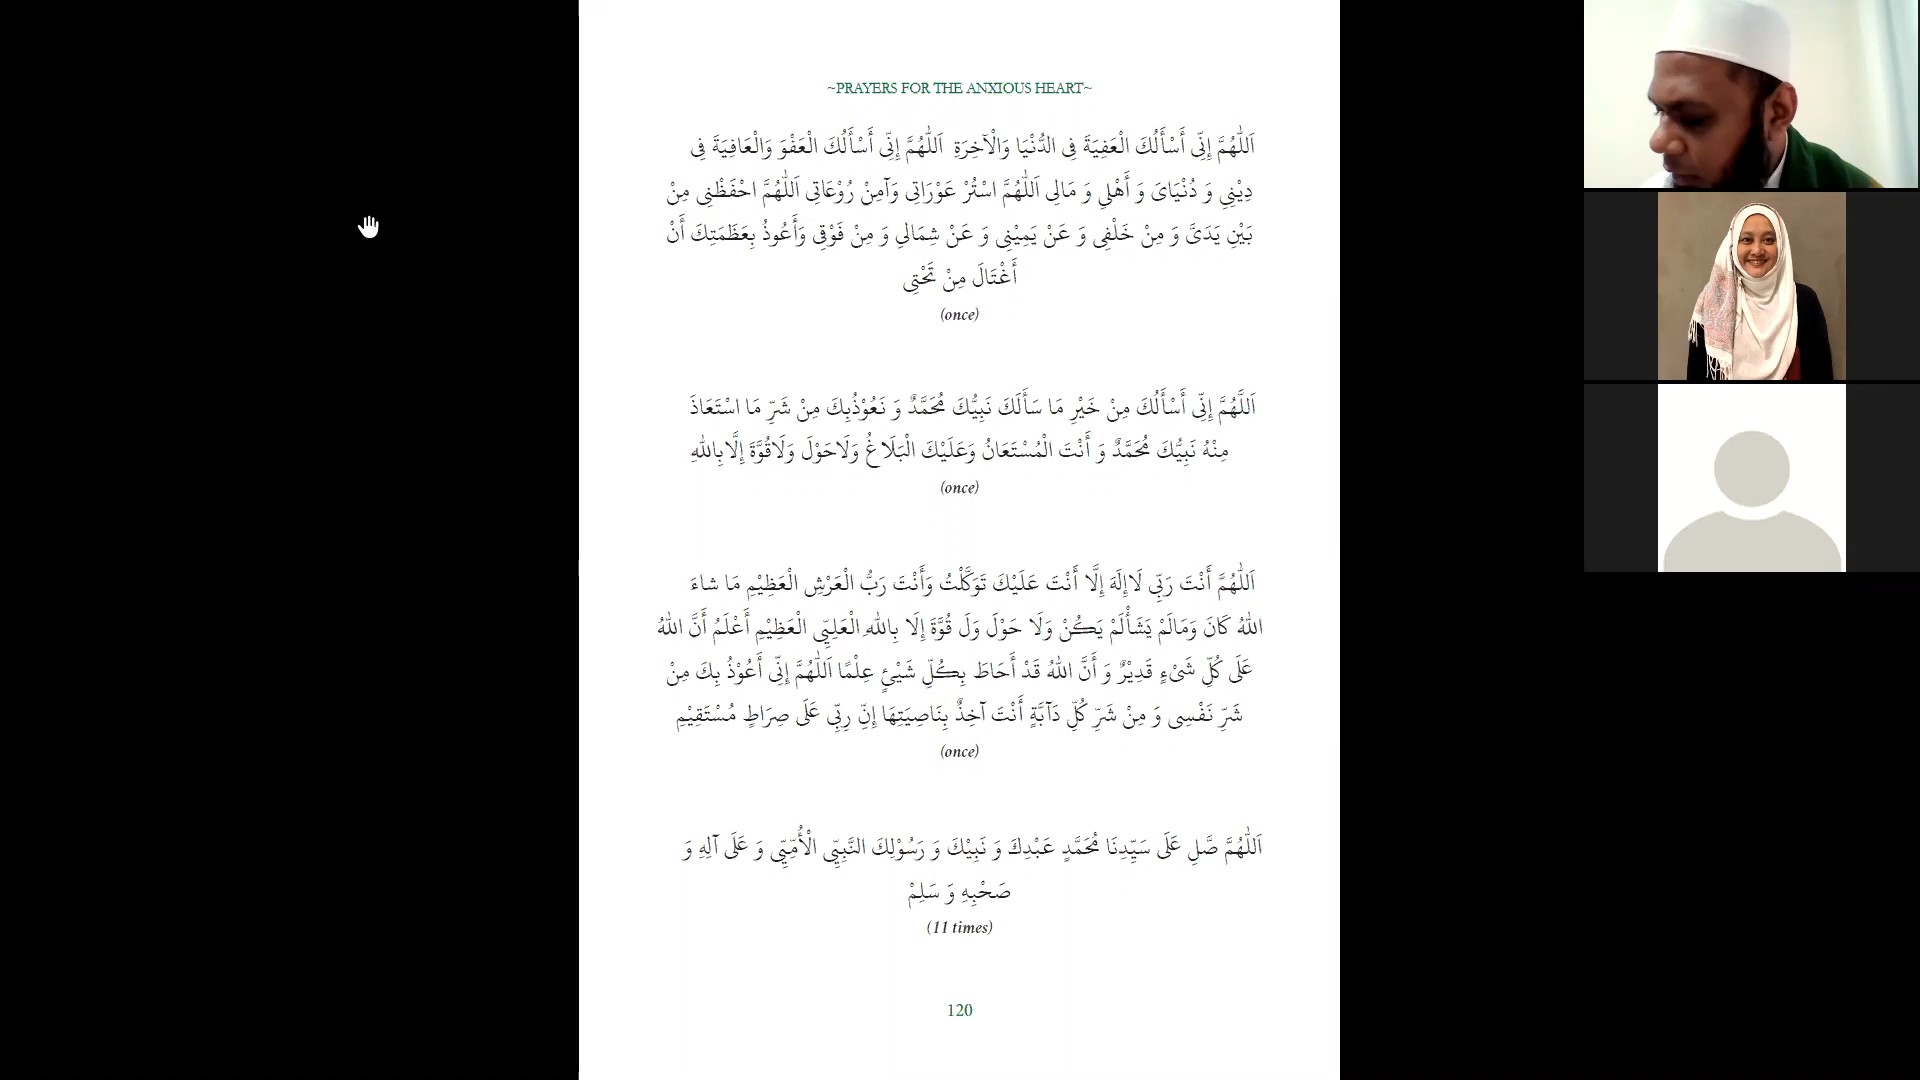 ~PRAYERS FOR THE ANXIOUS HEART~
اَللّٰهُمَّ إِنِّى أَسْأَلُكَ الْعَفِيَةَ فِى الدُّنْيَا وَالْآخِرَةِ اَللّٰهُمَّ إِنِّى أَسْأَلُكَ الْعَفْوَ وَالْعَافِيَةَ فِى
دِيْنِي وَ دُنْيَاىَ وَ أَهْلِي وَ مَالِى اَللّٰهُمَّ اسْتُرْ عَوْرَاتِى وَآمِنْ رُوْعَاتِى اَللّٰهُمَّ احْفَظْنِى مِنْ
بَيْنِ يَدَىَّ وَ مِنْ خَلْفِى وَ عَنْ يَمِيْنِى وَ عَنْ شِمَالِي وَ مِنْ فَوْقِى وَأَعُوذُ بِعَظَمَتِكَ أَنْ
أَغْتَالَ مِنْ تَحْتِى
(once)
اَللَّهُمَّ إِنِّى أَسْأَلُكَ مِنْ خَيْرِ مَا سَأَلَكَ نَبِيُّكَ مُحَمَّدٌ وَ نَعُوْذُبِكَ مِنْ شَرِّ مَا اسْتَعَاذَ
مِنْهُ نَبِيُّكَ مُحَمَّدٌ وَ أَنْتَ الْمُسْتَعَانُ وَعَلَيْكَ الْبَلَاغُ وَلَاحَوْلَ وَلَاقُوَّةَ إِلَّا بِاللهِ
(once)
اَللّٰهُمَّ أَنْتَ رَبِّى لَاإِلَهَ إِلَّا أَنْتَ عَلَيْكَ تَوَكَّلْتُ وَأَنْتَ رَبُّ الْعَرْشِ الْعَظِيْمِ مَا شاءَ
اللهُ كَانَ وَمَالَمْ يَشَأْلَمْ يَكُنْ وَلَا حَوْلَ وَلَ قُوَّةَ إِلَا بِاللهِ الْعَلِيِّى الْعَظِيْمِ أَعْلَمُ أَنَّ اللهُ
عَلَى كُلِّ شَىْءٍ قَدِيْرٌ وَ أَنَّ اللهُ قَدْ أَحَاطَ بِكُلِّ شَيْئٍ عِلْمًا اَللّٰهُمَّ إِنِّى أَعُوْذُ بِكَ مِنْ
شَرِّ نَفْسِى وَ مِنْ شَرِّ كُلِّ دَآبَّةٍ أَنْتَ آخِذٌ بِنَاصِيَتِهَا إِنِّ رِبِّى عَلَى صِرَاطٍ مُسْتَقِيْمِ
(once)
اَللّٰهُمَّ صَّلِ عَلَى سَيِّدِنَا مُحَمَّدٍ عَبْدِكَ وَ نَبِيْكَ وَ رَسُوْلِكَ النَّبِيِّى الْأُمِّيِّى وَ عَلَى آلِهِ وَ
صَحْبِهِ وَ سَلِمْ
(11 times)
120